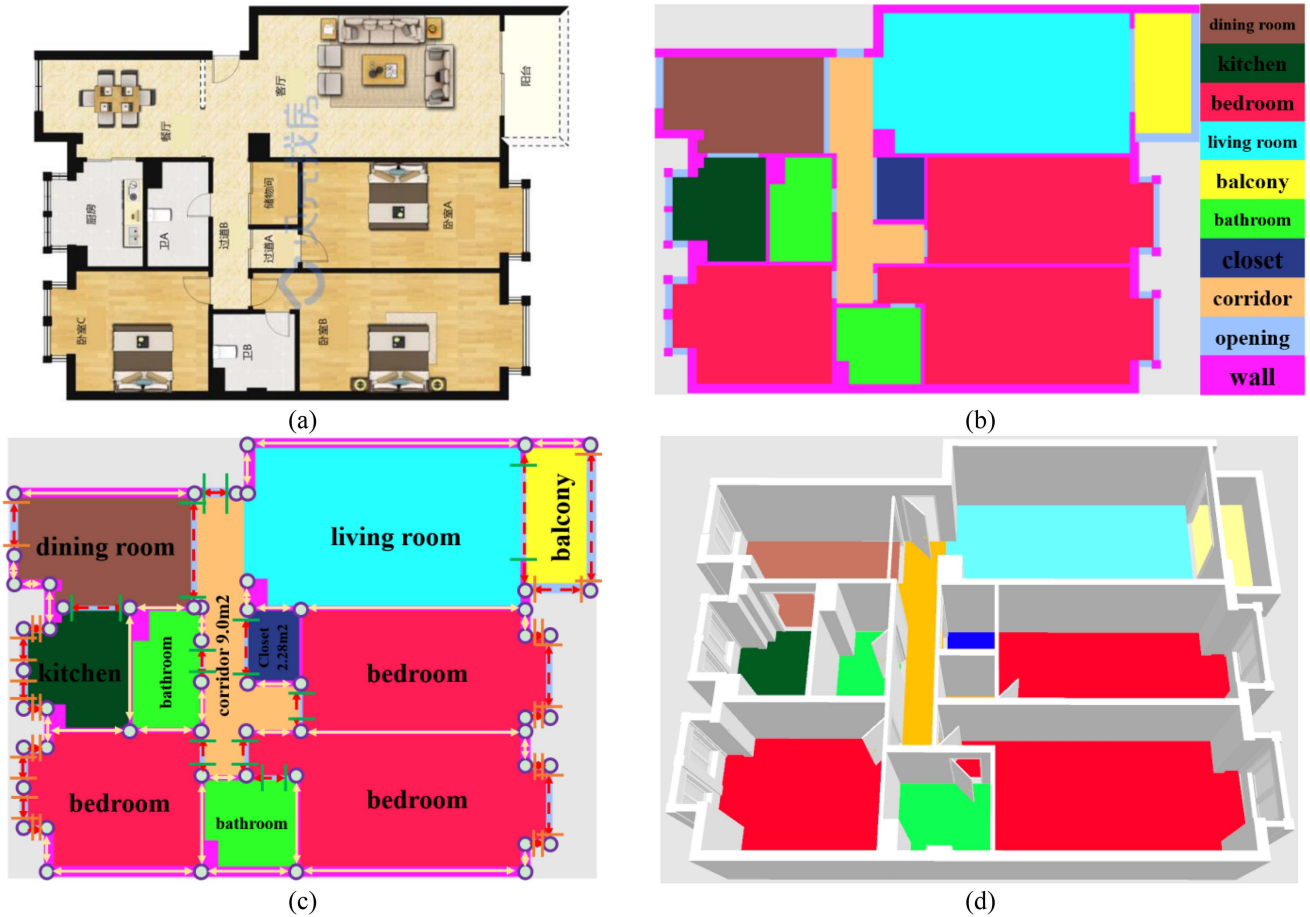 客厅
阳台
餐厅
厨房
卫A
过道B
储物间
过道A
卧室A
卧室C
卫B
卧室B
(a)
dining room
kitchen
bedroom
living room
balcony
bathroom
closet
corridor
opening
wall
(b)
dining room
living room
balcony
kitchen
bathroom
corridor 9.0m2
Closet
2.28m2
bedroom
bedroom
bathroom
bedroom
(c)
(d)